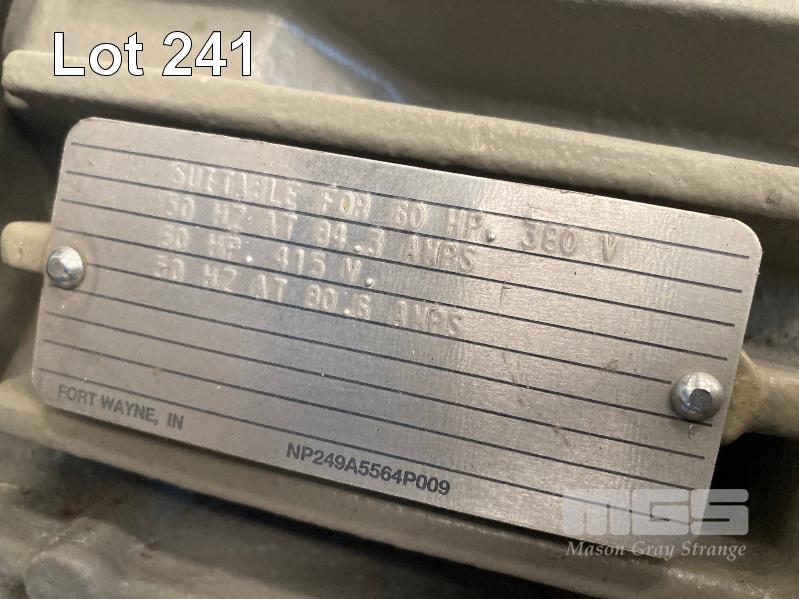 Lot 241
SUITABLE FOR 60 HP. 380 V
50 HZ AT 84.3 AMPS
60 HP. 415 V.
50 HZ AT 80.6 AMPS
FORT WAYNE, IN
NP249A5564P009
MGS
Mason Gray Strange